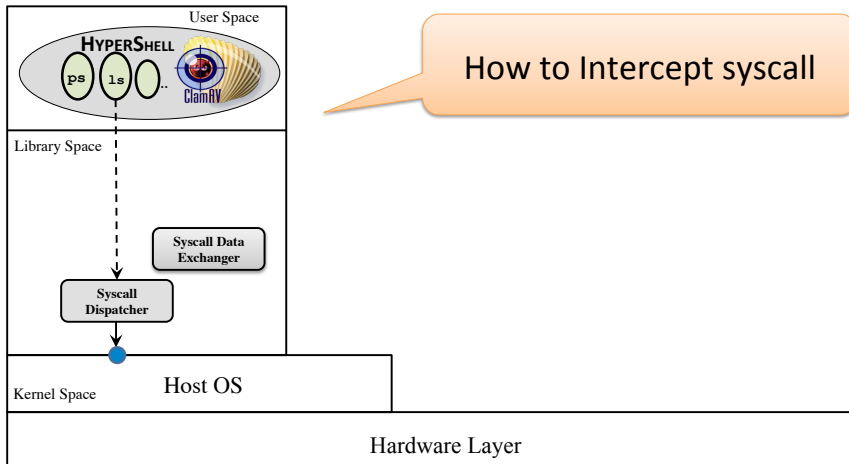 User Space
HYPERSHELL
ps
ls
..
ClamAV
How to Intercept syscall
Library Space
Syscall Data
Exchanger
Syscall
Dispatcher
Host OS
Kernel Space
Hardware Layer